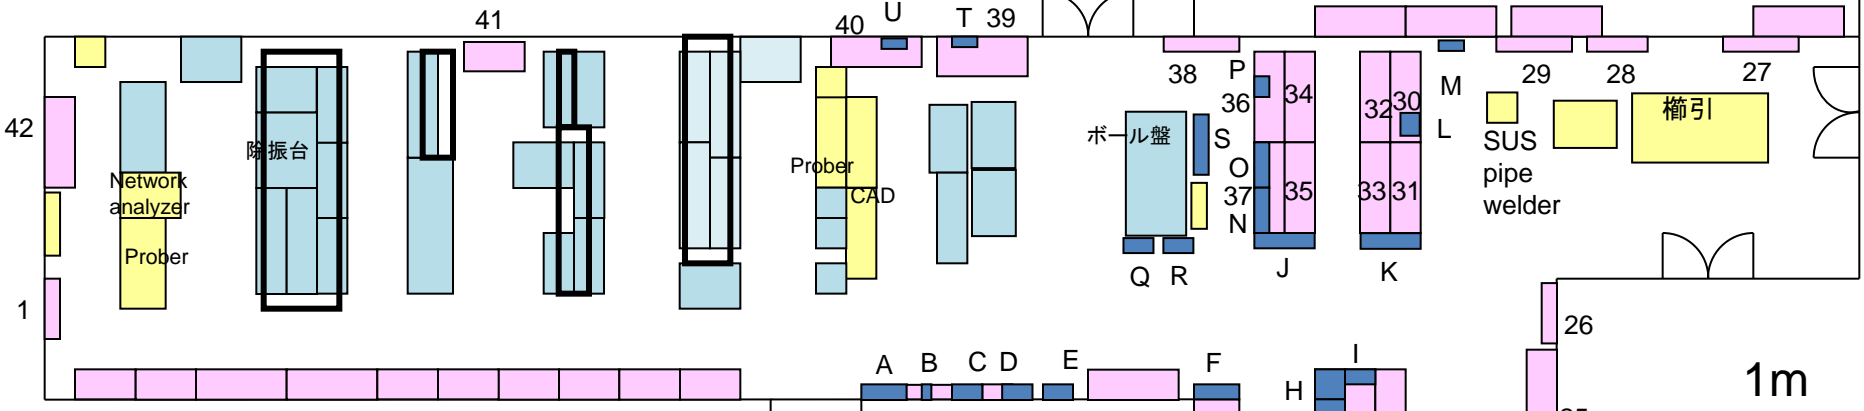 41
40
U
T
39
38
P
36
34
32
30
M
L
29
28
27
櫛引
42
除振台
ボール盤
S
SUS
pipe
welder
Prober
CAD
O
37
N
35
33
31
Network
analyzer
Prober
Q
R
J
K
1
26
A
B
C
D
E
F
H
I
1m